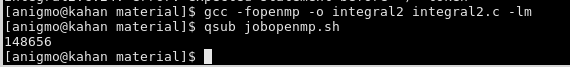 [anigmo@kahan material]$ gcc -fopenmp -o integral2 integral2.c -lm
[anigmo@kahan material]$ qsub jobopenmp.sh
148656
[anigmo@kahan material]$